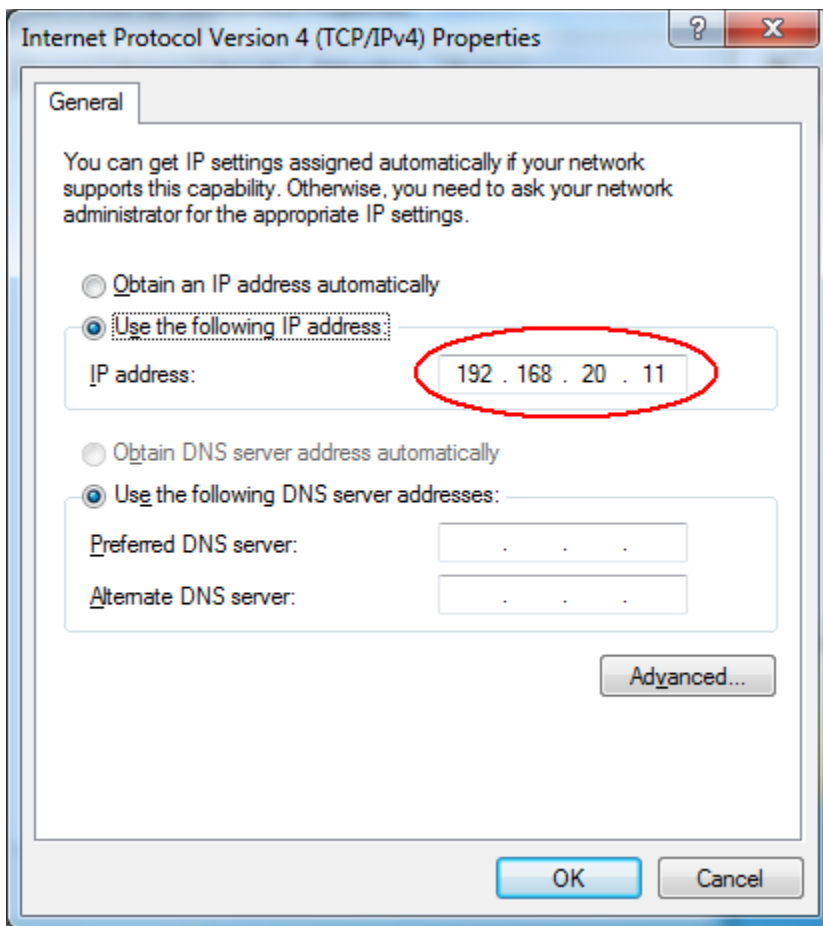 Internet Protocol Version 4 (TCP/IPv4) Properties
General
You can get IP settings assigned automatically if your network
supports this capability. Otherwise, you need to ask your network
administrator for the appropriate IP settings.
Obtain an IP address automatically
Use the following IP address:
IP address: 192 . 168 . 20 . 11
Obtain DNS server address automatically
Use the following DNS server addresses:
Preferred DNS server: . . .
Alternate DNS server: . . .
Advanced...
OK Cancel